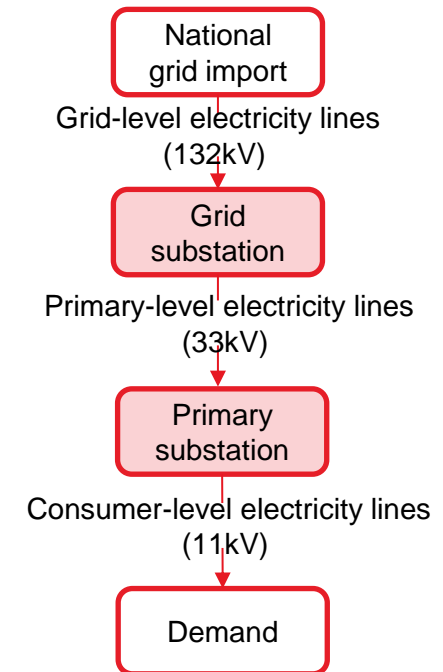 National
grid import
Grid-level electricity lines
(132kV)
Grid
substation
Primary-level electricity lines
(33kV)
Primary
substation
Consumer-level electricity lines
(11kV)
Demand